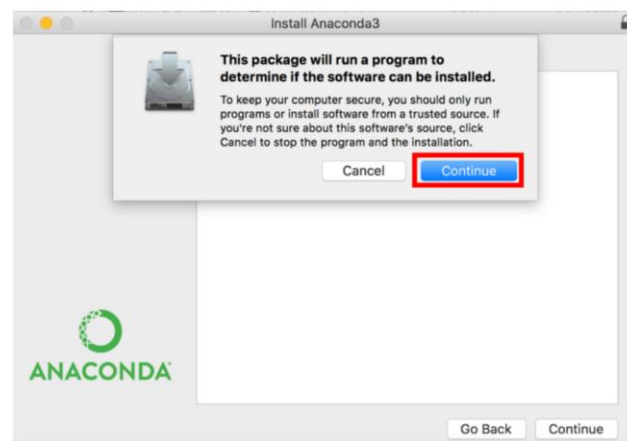 Install Anaconda3
This package will run a program to
determine if the software can be installed.
To keep your computer secure, you should only run
programs or install software from a trusted source. If
you're not sure about this software's source, click
Cancel to stop the program and the installation.
Cancel
Continue
ANACONDA
Go Back
Continue